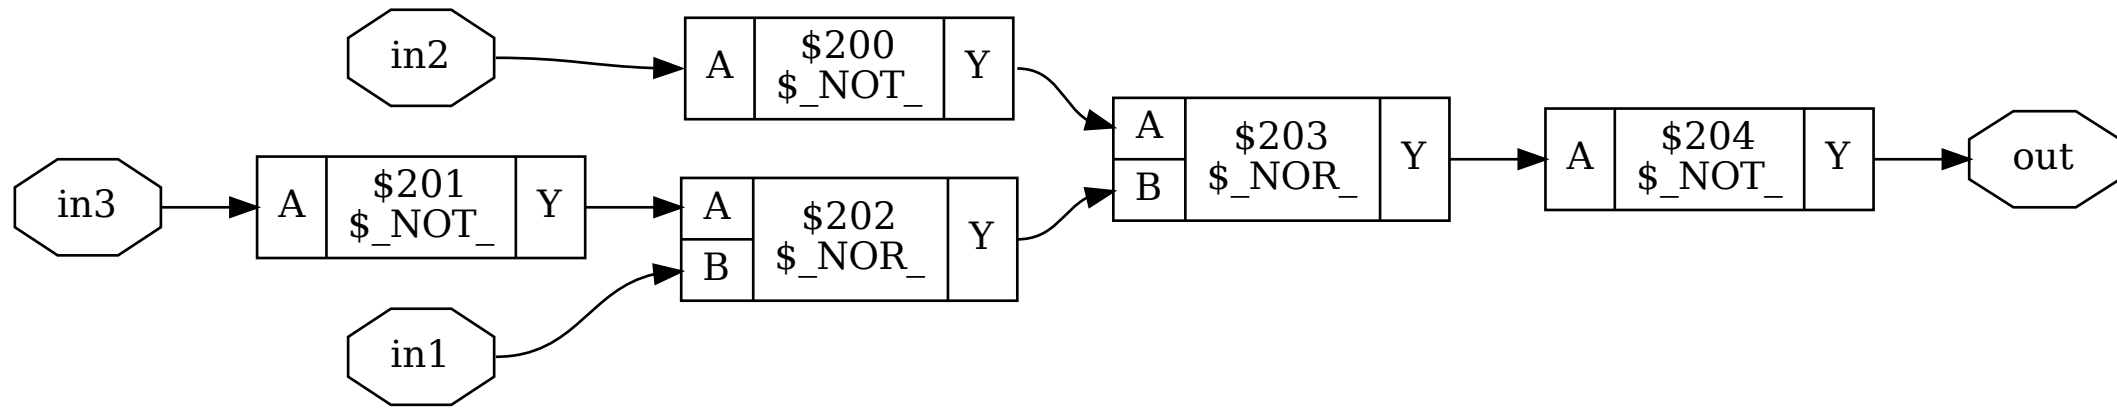 in2
A
$200
$_NOT_
Y
in3
A
$201
$_NOT_
Y
in1
A
B
$202
$_NOR_
Y
A
B
$203
$_NOR_
Y
A
$204
$_NOT_
Y
out